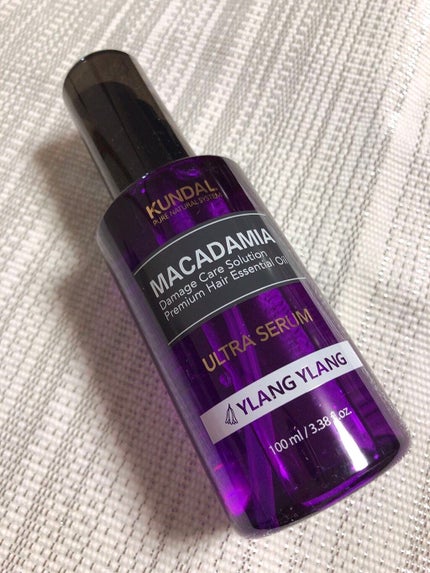 KUNDAL
PURE NATURAL SYSTEM
MACADAMIA
Damage Care Solution
Premium Hair Essential Oil
ULTRA SERUM
YLANG YLANG
100 ml / 3.38 fl.oz.